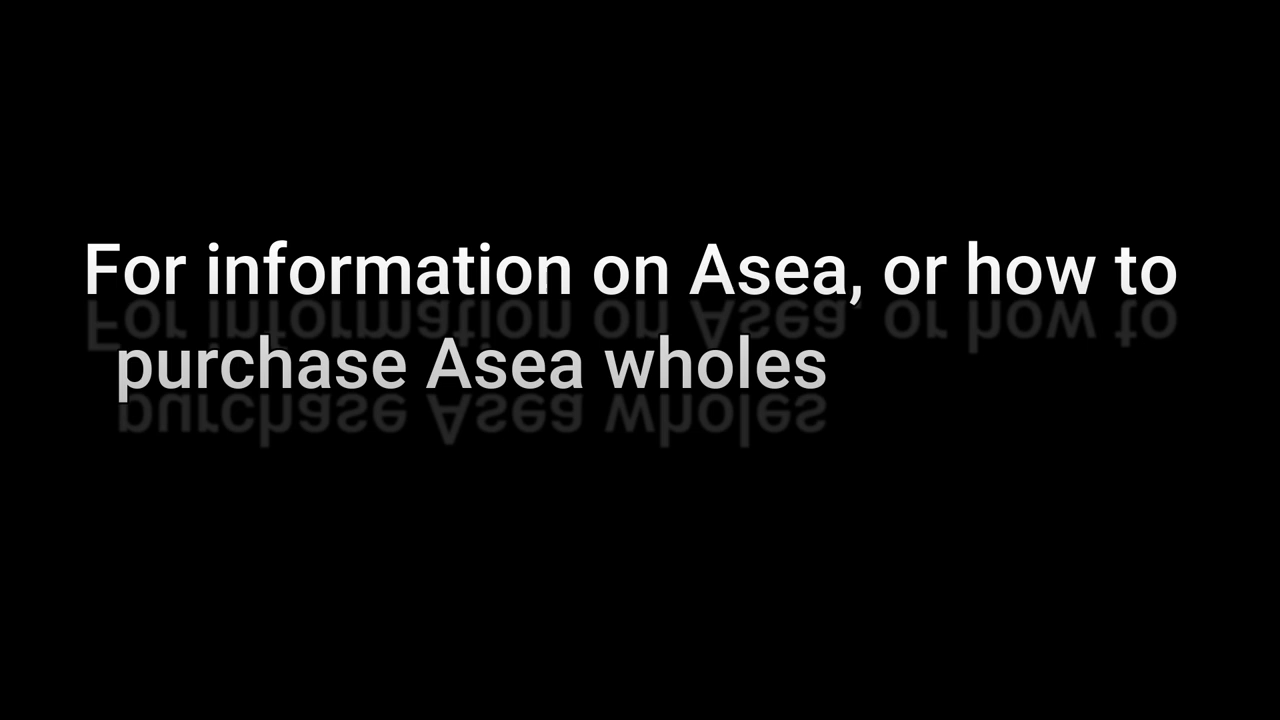 For information on Asea, or how to
purchase Asea wholes